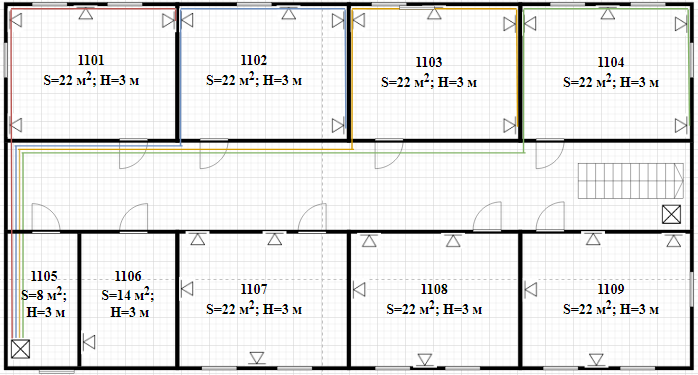 1101
S=22 м²; H=3 м
1102
S=22 м²; H=3 м
1103
S=22 м²; H=3 м
1104
S=22 м²; H=3 м
1105
S=8 м²;
H=3 м
1106
S=14 м²;
H=3 м
1107
S=22 м²; H=3 м
1108
S=22 м²; H=3 м
1109
S=22 м²; H=3 м